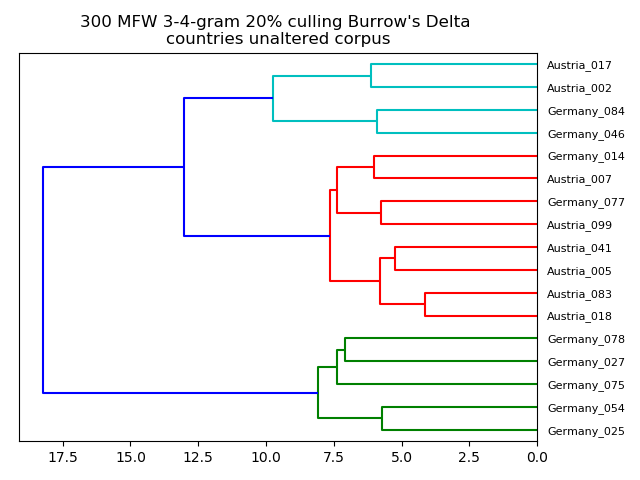 300 MFW 3-4-gram 20% culling Burrow's Delta
countries unaltered corpus
Austria_017
Austria_002
Germany_084
Germany_046
Germany_014
Austria_007
Germany_077
Austria_099
Austria_041
Austria_005
Austria_083
Austria_018
Germany_078
Germany_027
Germany_075
Germany_054
Germany_025
17.5 15.0 12.5 10.0 7.5 5.0 2.5 0.0